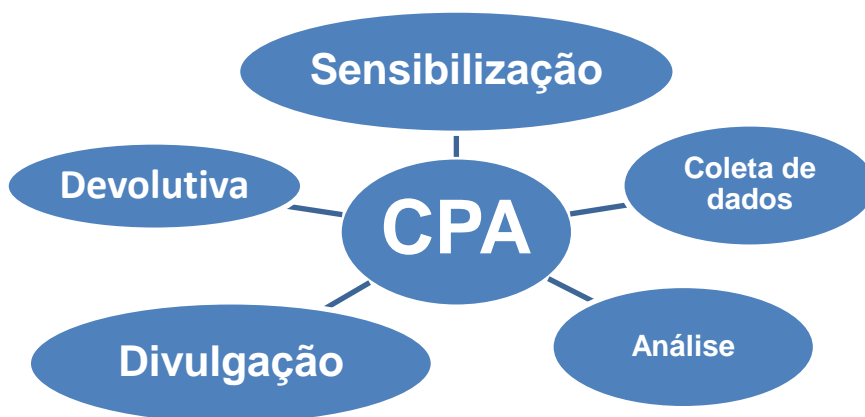 Sensibilização
Devolutiva
Coleta de
dados
CPA
Divulgação
Análise